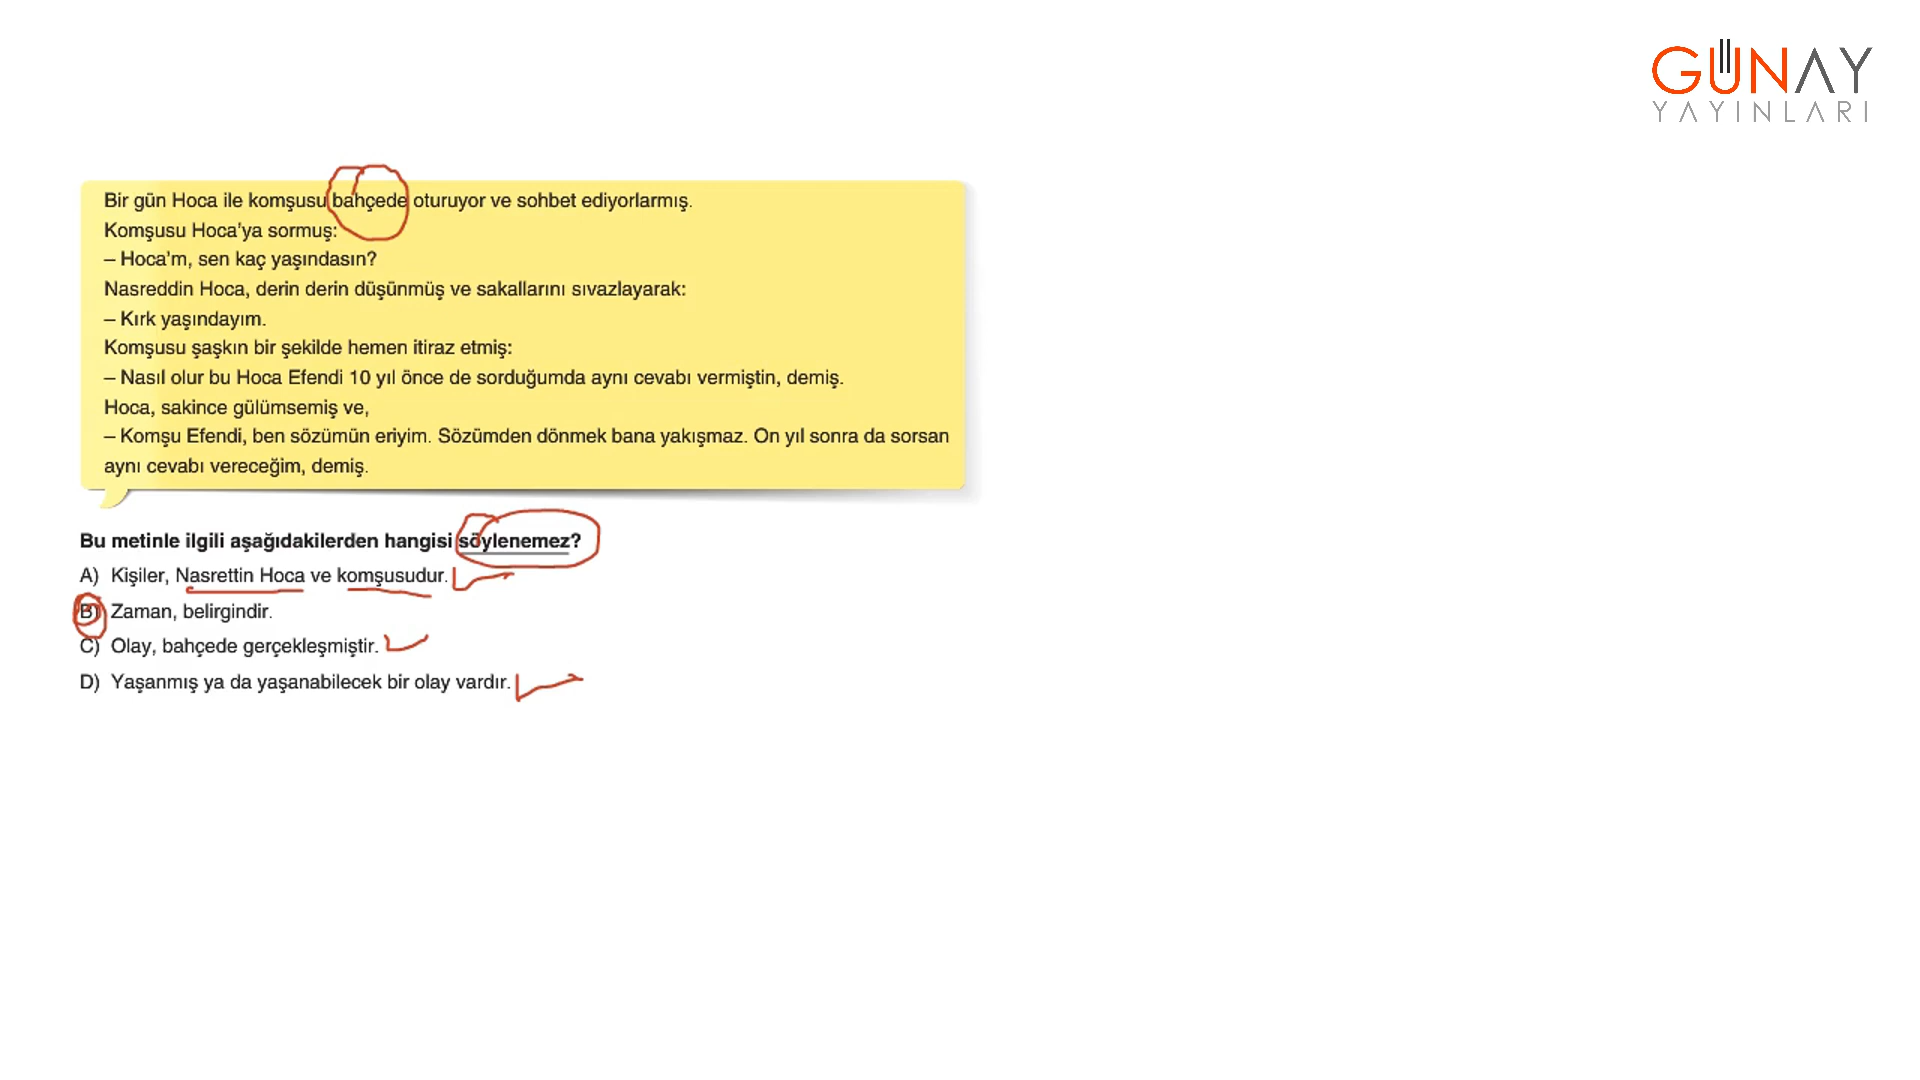 GÜNAY
YAYINLARI
Bir gün Hoca ile komşusu bahçede oturuyor ve sohbet ediyorlarmış.
Komşusu Hoca'ya sormuş:
– Hoca'm, sen kaç yaşındasın?
Nasreddin Hoca, derin derin düşünmüş ve sakallarını sıvazlayarak:
– Kırk yaşındayım.
Komşusu şaşkın bir şekilde hemen itiraz etmiş:
– Nasıl olur bu Hoca Efendi 10 yıl önce de sorduğumda aynı cevabı vermiştin, demiş.
Hoca, sakince gülümsemiş ve,
– Komşu Efendi, ben sözümün eriyim. Sözümden dönmek bana yakışmaz. On yıl sonra da sorsan
aynı cevabı vereceğim, demiş.
Bu metinle ilgili aşağıdakilerden hangisi söylenemez?
A) Kişiler, Nasrettin Hoca ve komşusudur.
B) Zaman, belirgindir.
C) Olay, bahçede gerçekleşmiştir.
D) Yaşanmış ya da yaşanabilecek bir olay vardır.